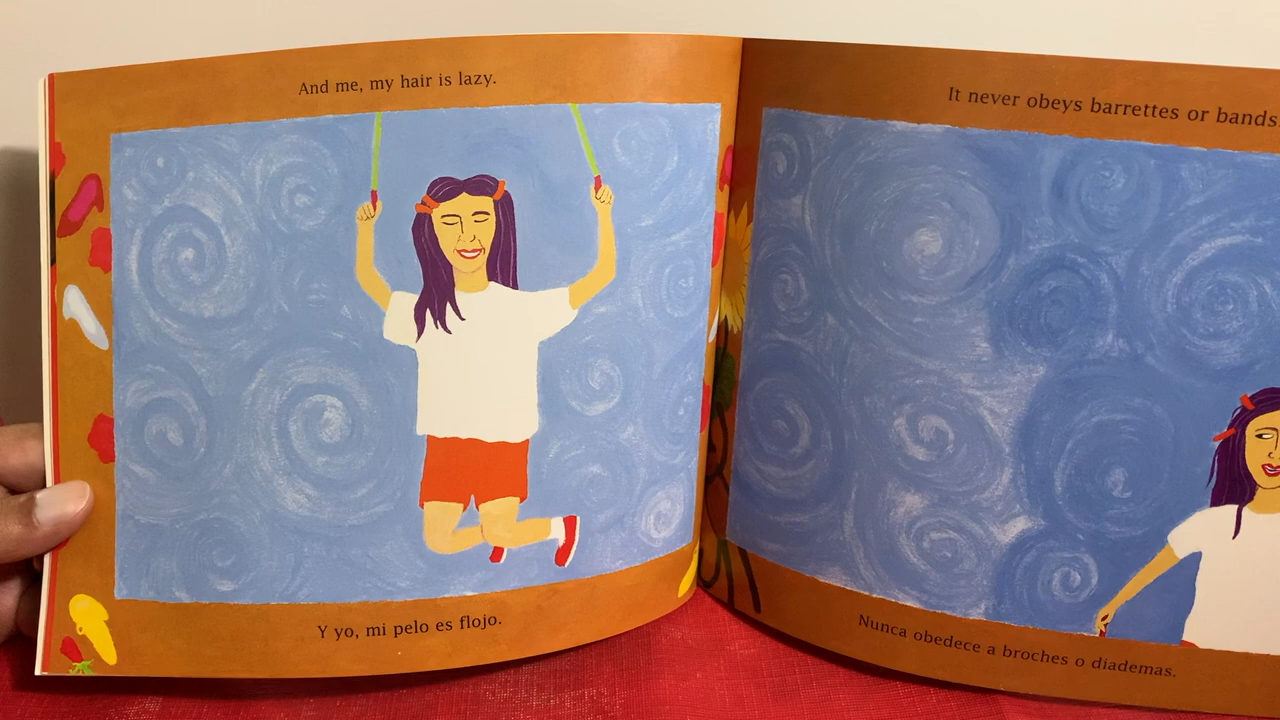 And me, my hair is lazy.
Y yo, mi pelo es flojo.
It never obeys barrettes or bands.
Nunca obedece a broches o diademas.